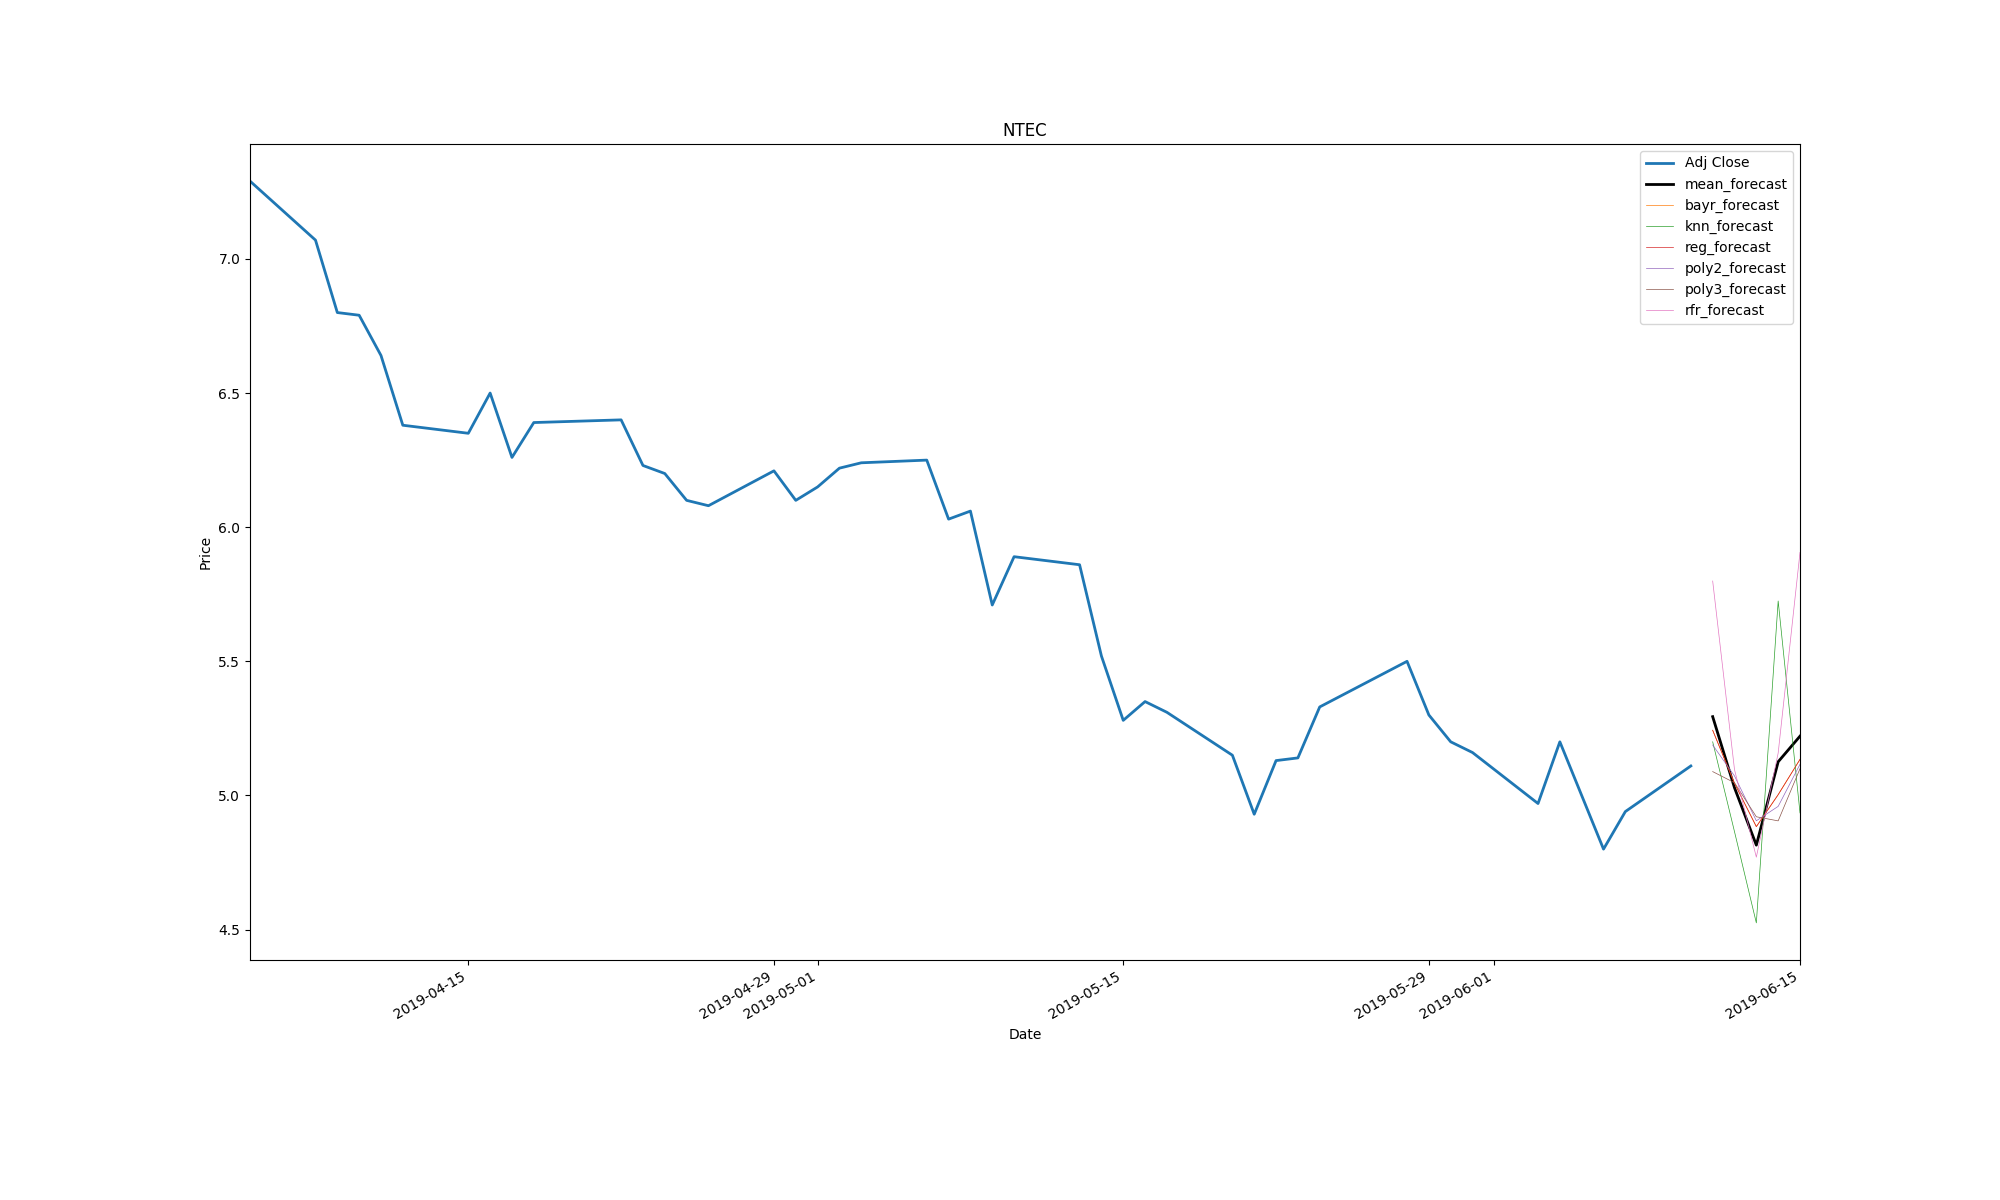 NTEC
Adj Close
mean_forecast
bayr_forecast
knn_forecast
reg_forecast
poly2_forecast
poly3_forecast
rfr_forecast
7.0
6.5
6.0
5.5
5.0
4.5
Price
2019-04-15
2019-04-29
2019-05-01
2019-05-15
2019-05-29
2019-06-01
2019-06-15
Date